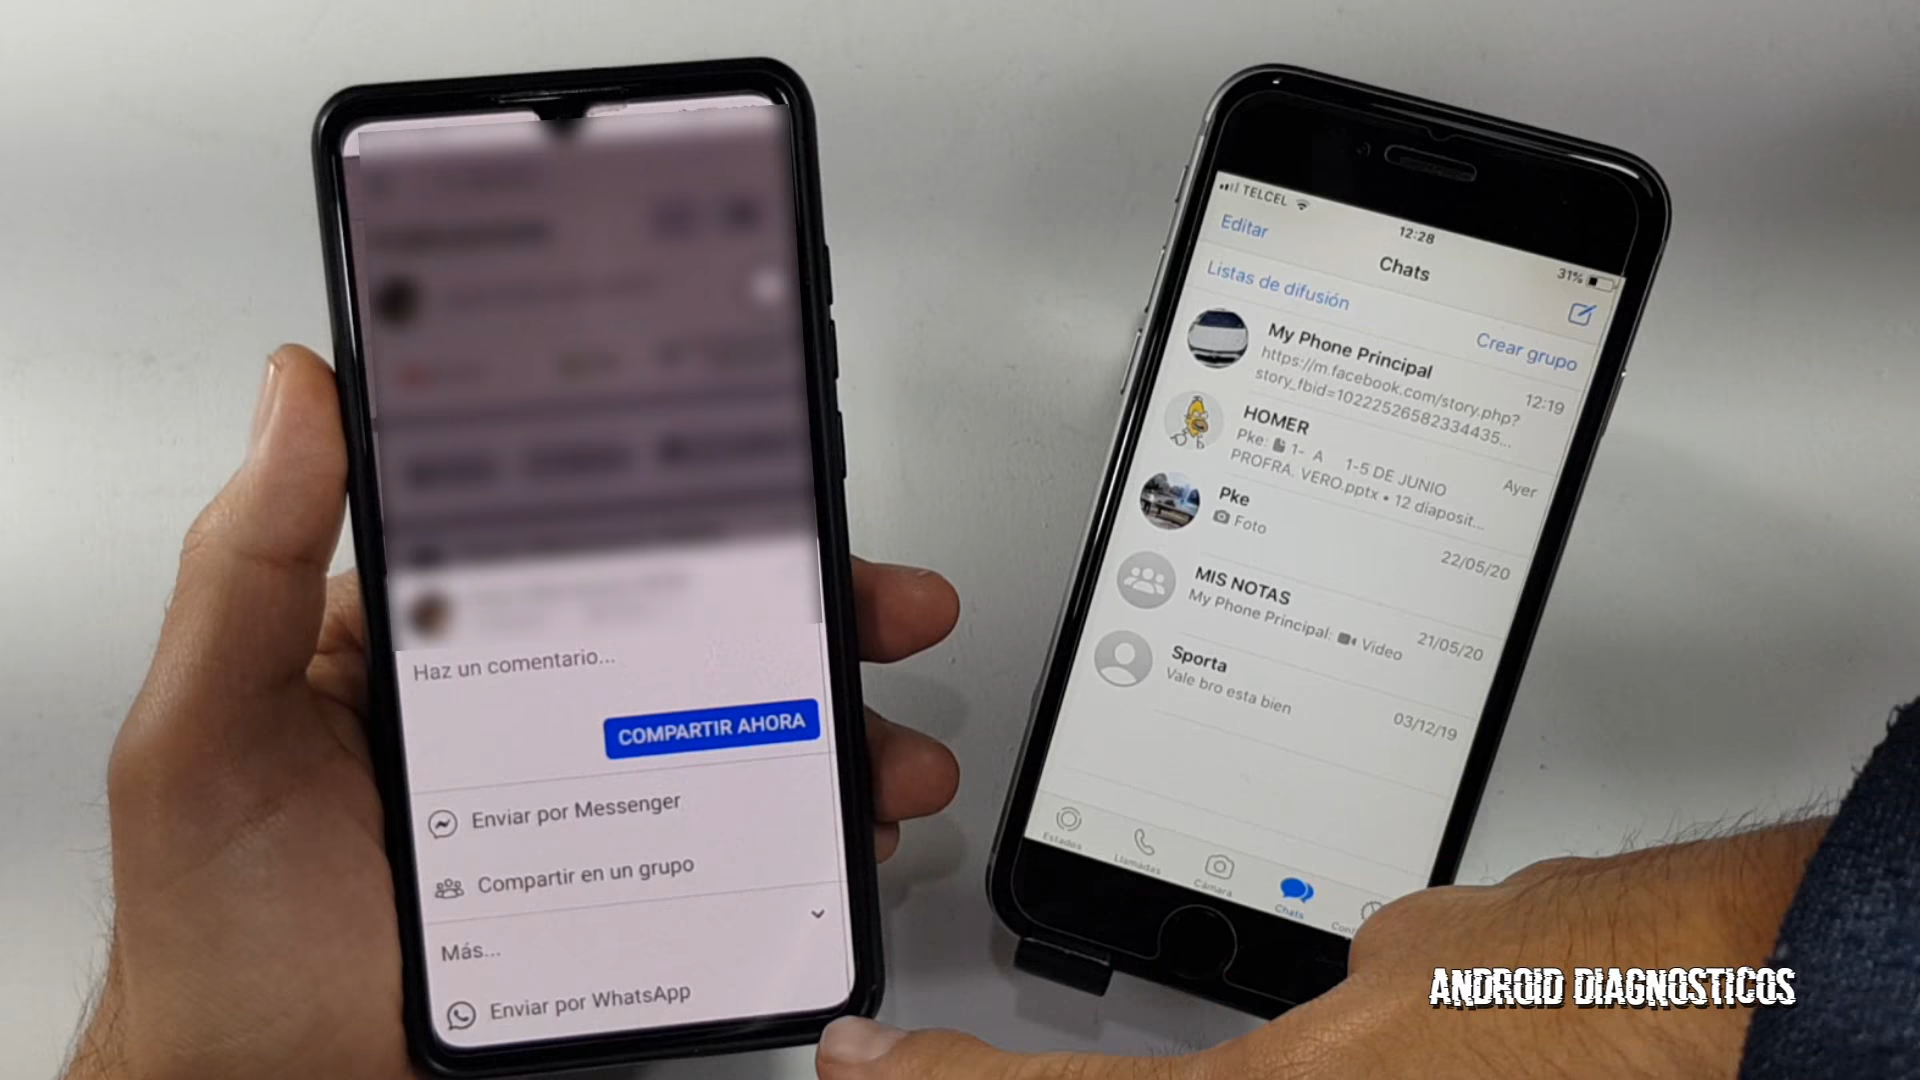 Haz un comentario...
COMPARTIR AHORA
Enviar por Messenger
Compartir en un grupo
Más...
Enviar por WhatsApp
TELCEL
12:28
31%
Editar
Chats
Listas de difusión
Crear grupo
My Phone Principal
12:19
https://m.facebook.com/story.php?
story_fbid=10222526582334435...
HOMER
Ayer
Pke: 1- A 1-5 DE JUNIO
PROFRA. VERO.pptx • 12 diaposit...
Pke
22/05/20
Foto
MIS NOTAS
21/05/20
My Phone Principal: Video
Sporta
03/12/19
Vale bro esta bien
Estados
Llamadas
Cámara
Chats
ANDROID DIAGNOSTICOS